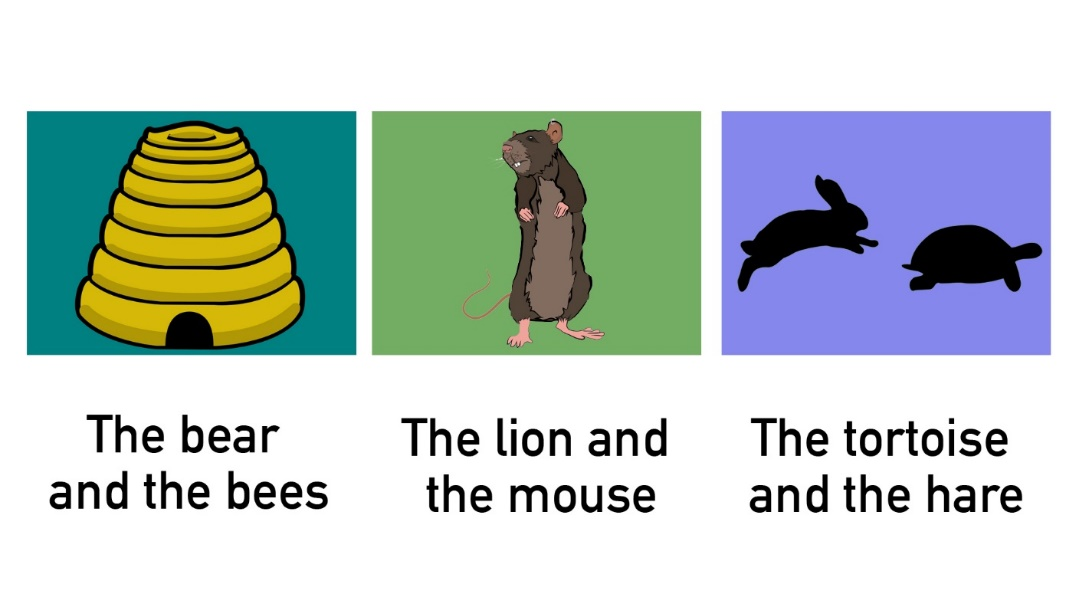 The bear
and the bees
The lion and
the mouse
The tortoise
and the hare